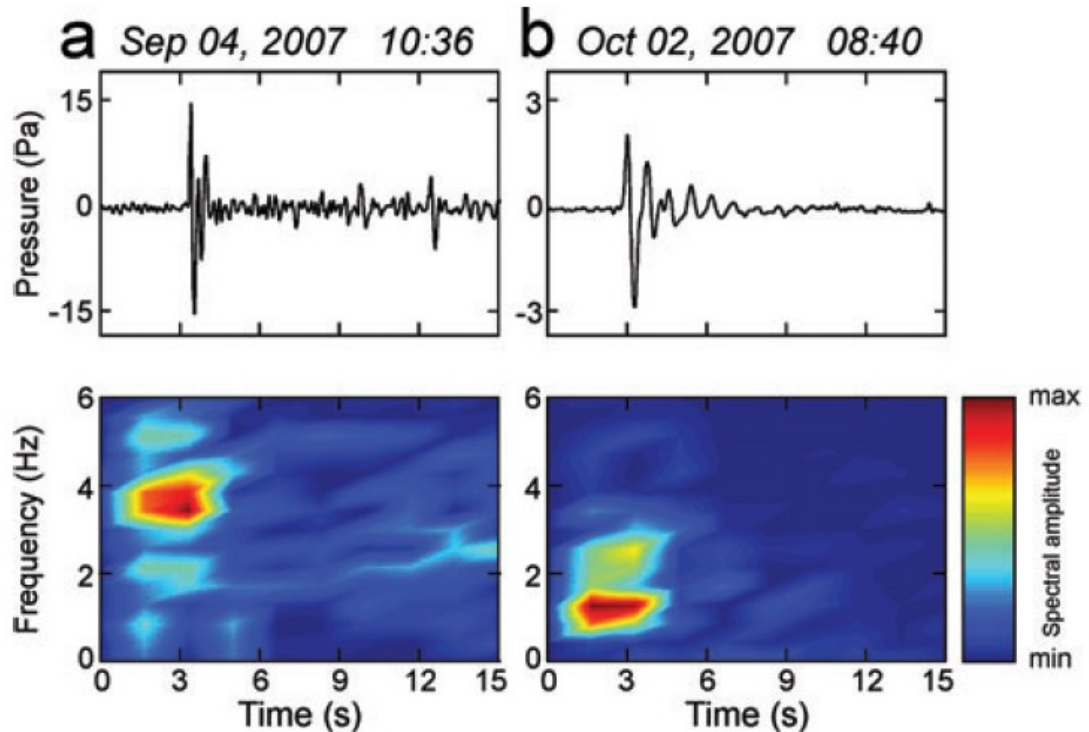 a Sep 04, 2007 10:36
b Oct 02, 2007 08:40
Pressure (Pa)
15
0
-15
3
0
-3
Frequency (Hz)
6
4
2
0
0 3 6 9 12 15
Time (s)
6
4
2
0
0 3 6 9 12 15
Time (s)
max
Spectral amplitude
min